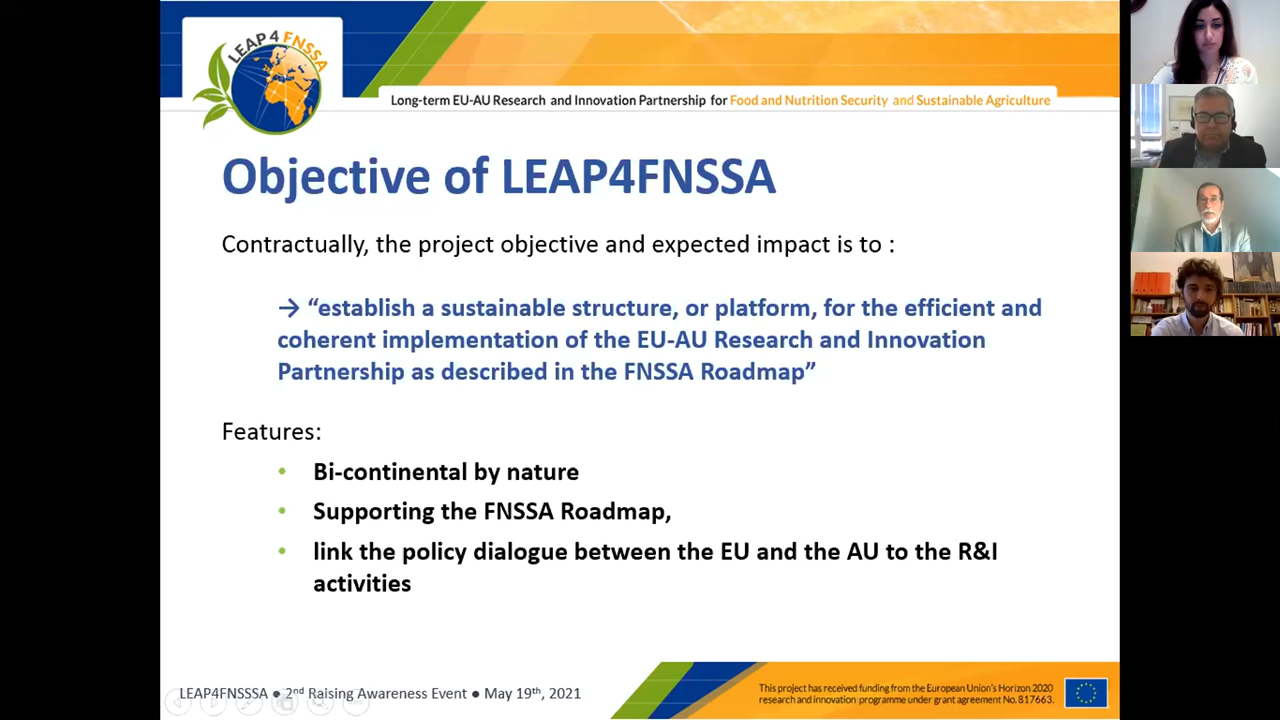 LEAP 4 FNSSA
Long-term EU-AU Research and Innovation Partnership for Food and Nutrition Security and Sustainable Agriculture
Objective of LEAP4FNSSA
Contractually, the project objective and expected impact is to :
→ “establish a sustainable structure, or platform, for the efficient and
coherent implementation of the EU-AU Research and Innovation
Partnership as described in the FNSSA Roadmap”
Features:
• Bi-continental by nature
• Supporting the FNSSA Roadmap,
• link the policy dialogue between the EU and the AU to the R&I
activities
LEAP4FNSSSA ● 2nd Raising Awareness Event ● May 19th, 2021
This project has received funding from the European Union's Horizon 2020
research and innovation programme under grant agreement No. 817663.